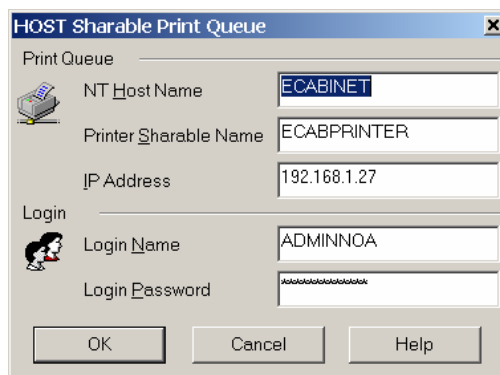 HOST Sharable Print Queue
Print Queue
NT Host Name ECABINET
Printer Sharable Name ECABPRINTER
IP Address 192.168.1.27
Login
Login Name ADMINNOA
Login Password **************
OK Cancel Help